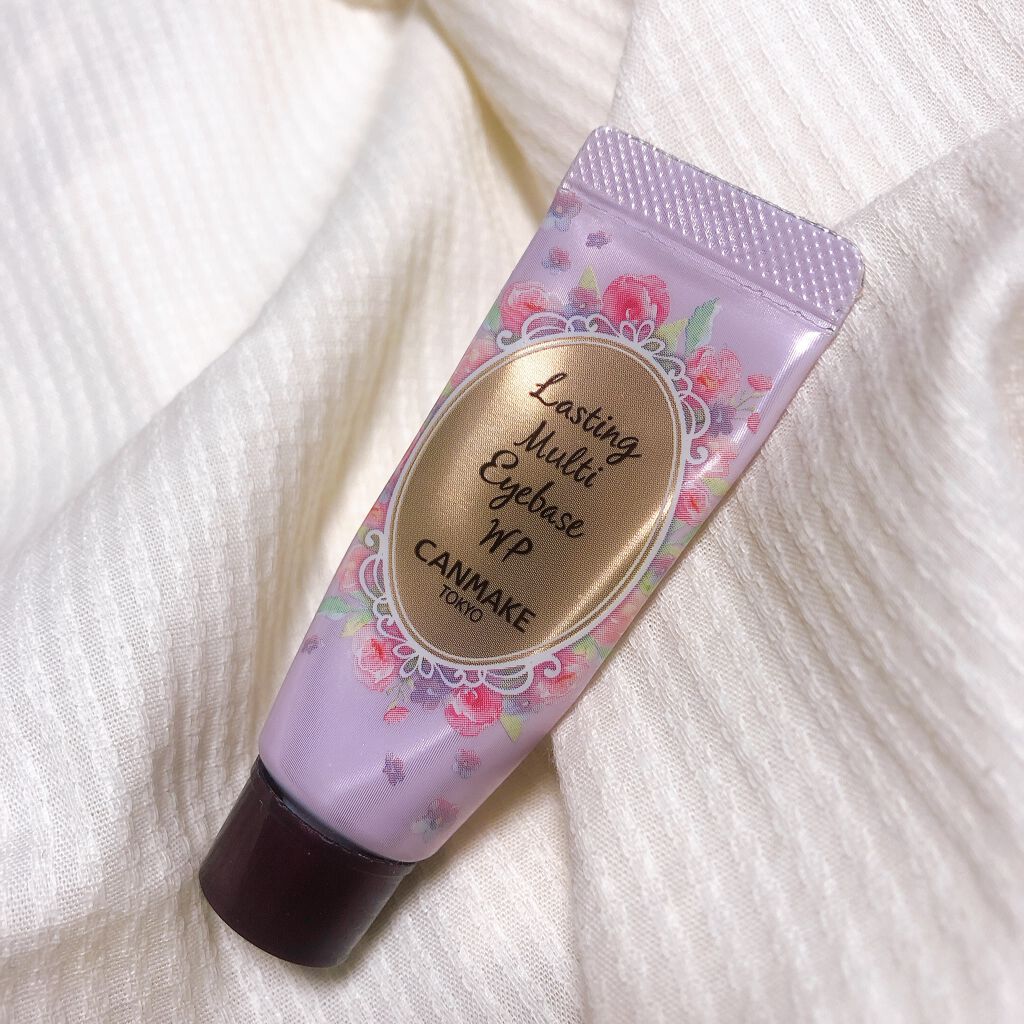 Lasting
Multi
Eyebase
WP
CANMAKE
TOKYO